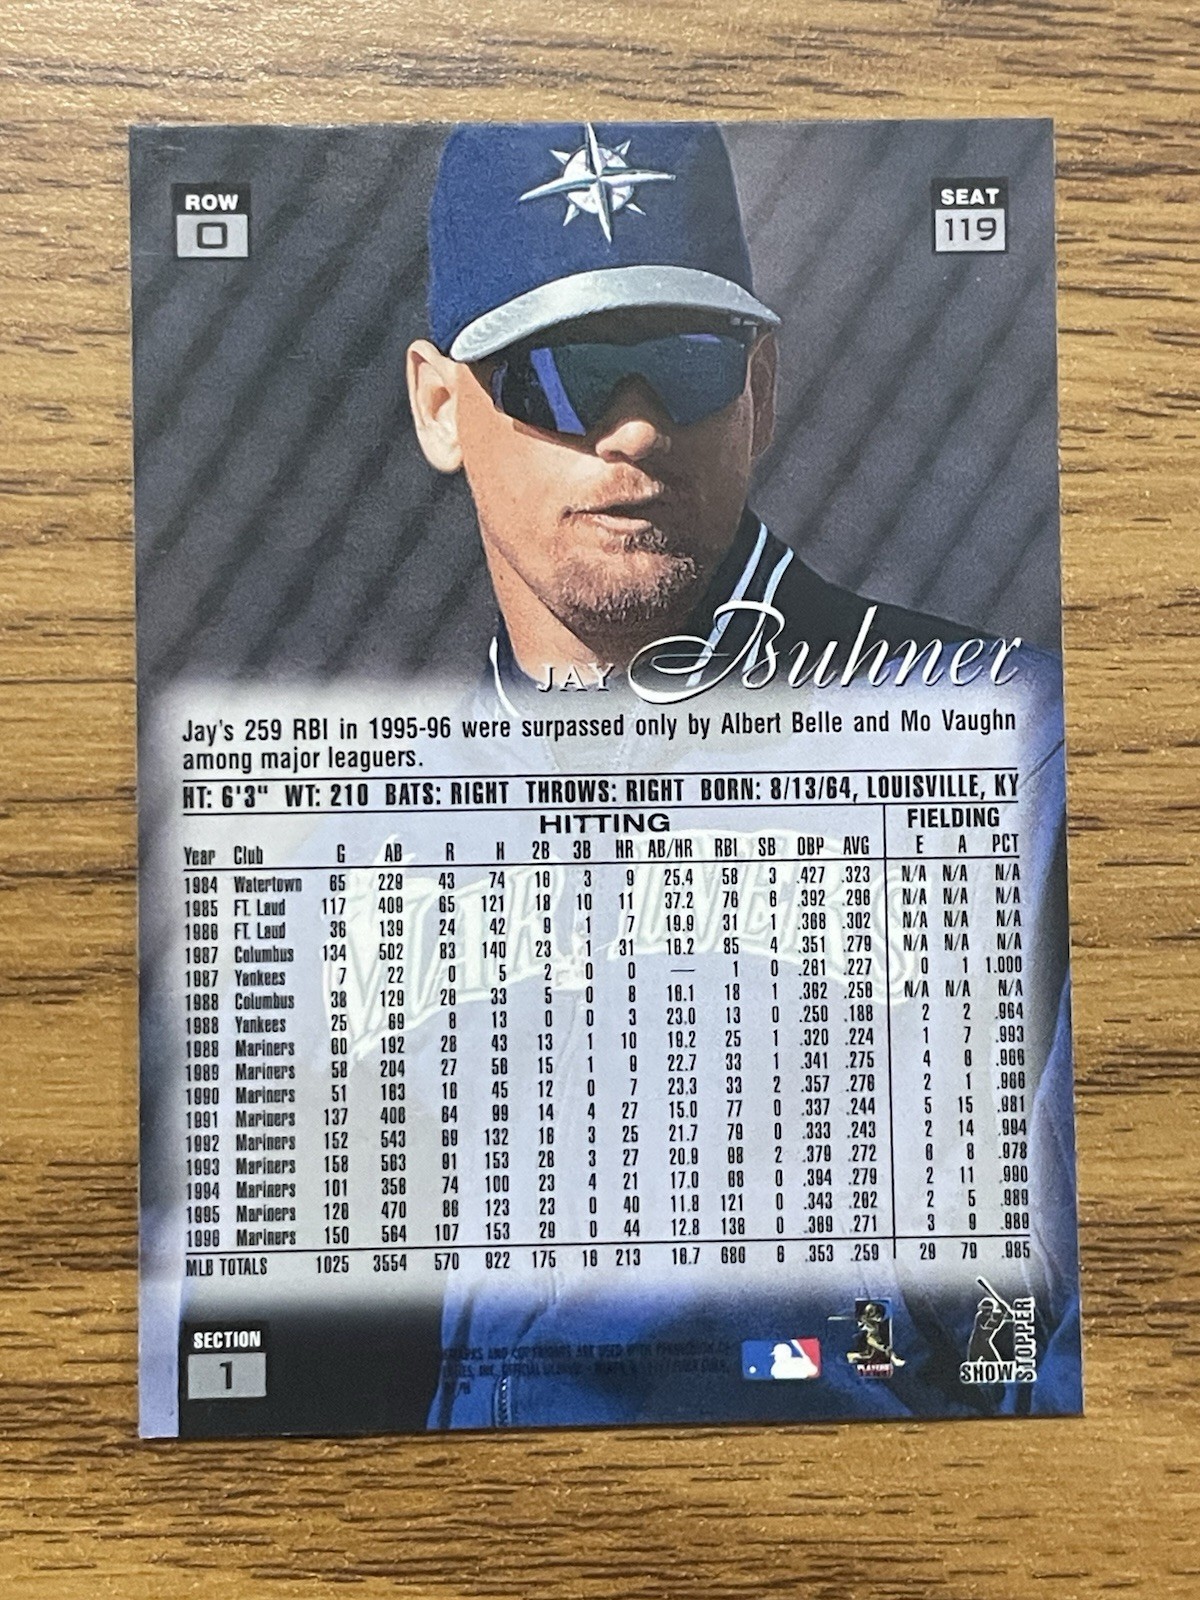 ROW
0
SEAT
119
JAY Buhner
Jay's 259 RBI in 1995-96 were surpassed only by Albert Belle and Mo Vaughn
among major leaguers.
HT: 6'3" WT: 210 BATS: RIGHT THROWS: RIGHT BORN: 8/13/64, LOUISVILLE, KY
HITTING FIELDING
Year Club G AB R H 2B 3B HR AB/HR RBI SB OBP AVG E A PCT
1984 Watertown 65 229 43 74 16 3 9 25.4 58 3 .427 .323 N/A N/A N/A
1985 FT. Laud 117 409 65 121 18 10 11 37.2 76 6 .392 .296 N/A N/A N/A
1986 FT. Laud 36 139 24 42 9 1 7 19.9 31 1 .368 .302 N/A N/A N/A
1987 Columbus 134 502 83 140 23 1 31 16.2 85 4 .351 .279 N/A N/A N/A
1987 Yankees 7 22 0 5 2 0 0 — 1 0 .261 .227 0 1 1.000
1988 Columbus 38 129 26 33 5 0 8 16.1 18 1 .362 .256 N/A N/A N/A
1988 Yankees 25 69 8 13 0 0 3 23.0 13 0 .250 .188 2 2 .964
1988 Mariners 60 192 28 43 13 1 10 19.2 25 1 .320 .224 1 7 .993
1989 Mariners 58 204 27 56 15 1 9 22.7 33 1 .341 .275 4 8 .966
1990 Mariners 51 163 16 45 12 0 7 23.3 33 2 .357 .276 2 1 .966
1991 Mariners 137 406 64 99 14 4 27 15.0 77 0 .337 .244 5 15 .981
1992 Mariners 152 543 69 132 16 3 25 21.7 79 0 .333 .243 2 14 .994
1993 Mariners 158 563 91 153 28 3 27 20.9 98 2 .379 .272 6 8 .978
1994 Mariners 101 358 74 100 23 4 21 17.0 68 0 .394 .279 2 11 .990
1995 Mariners 126 470 86 123 23 0 40 11.8 121 0 .343 .262 2 5 .989
1996 Mariners 150 564 107 153 29 0 44 12.8 138 0 .369 .271 3 9 .989
MLB TOTALS 1025 3554 570 922 175 16 213 16.7 686 6 .353 .259 29 79 .985
SECTION
1
SHOW STOPPER
MARINERS